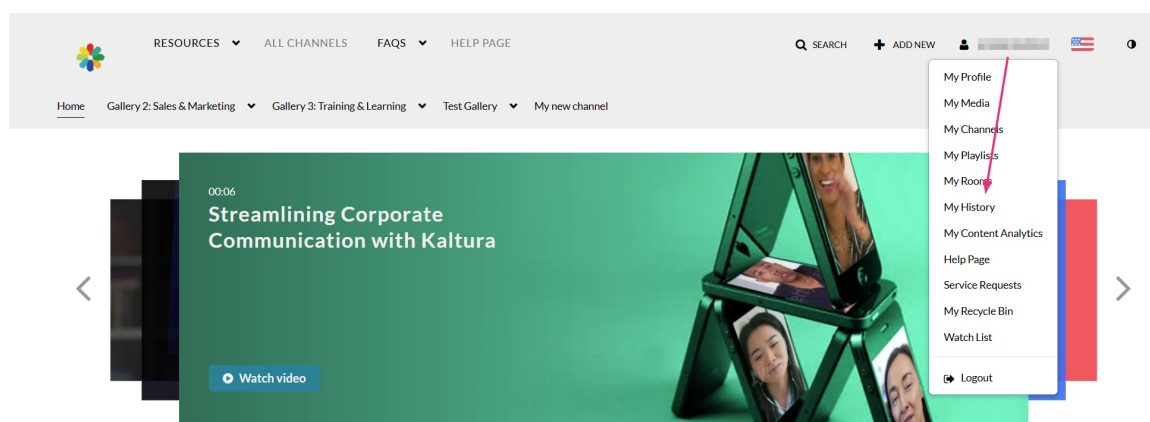 RESOURCES ALL CHANNELS FAQS HELP PAGE
SEARCH ADD NEW
Home Gallery 2: Sales & Marketing Gallery 3: Training & Learning Test Gallery My new channel
My Profile
My Media
My Channels
My Playlists
My Rooms
My History
My Content Analytics
Help Page
Service Requests
My Recycle Bin
Watch List
Logout
00:06
Streamlining Corporate
Communication with Kaltura
Watch video